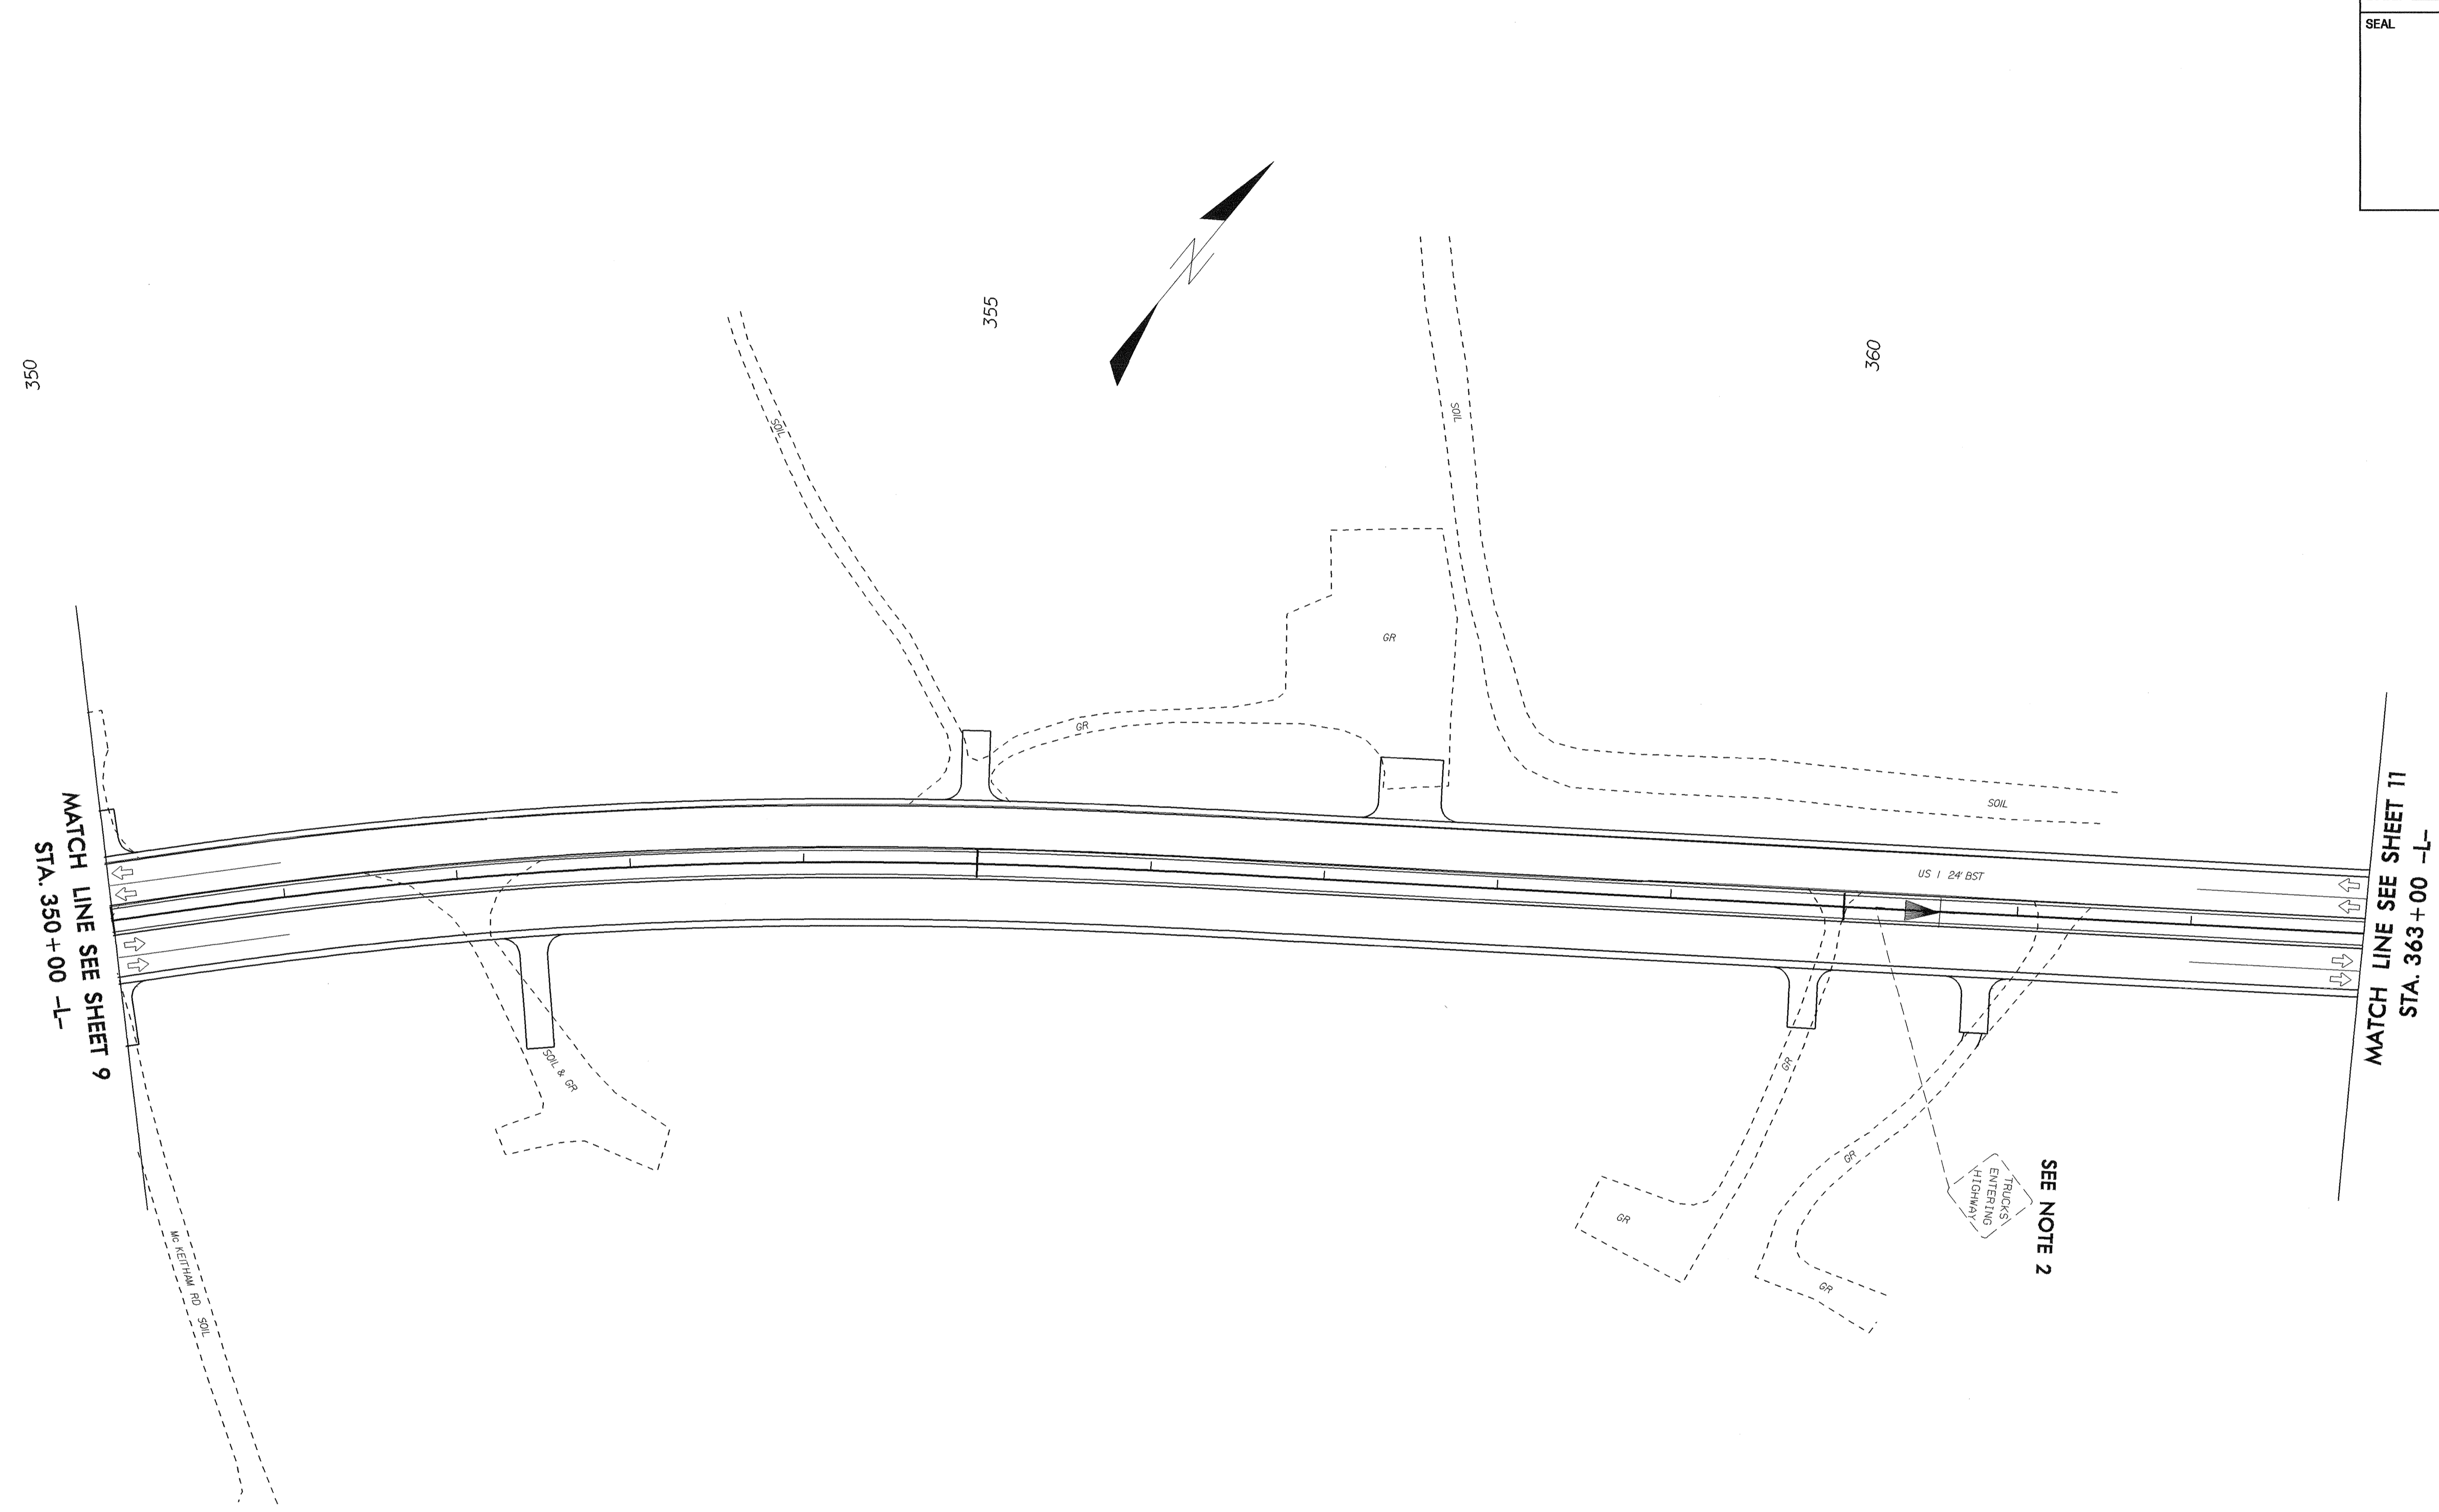 SEAL
350
355
360
SOIL
SOIL
GR
GR
SOIL
US 1 24' BST
MATCH LINE SEE SHEET 9
STA. 350+00 -L-
MATCH LINE SEE SHEET 11
STA. 363+00 -L-
SOIL & GR
GR
GR
GR
GR
TRUCKS
ENTERING
HIGHWAY
SEE NOTE 2
Mc KEITHAM RD SOIL
N